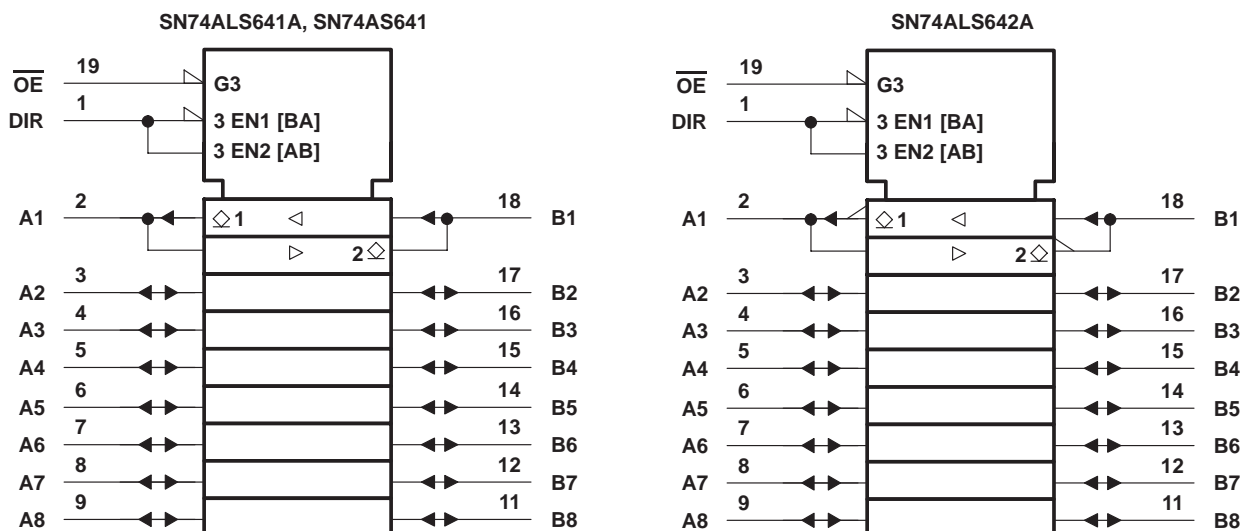 SN74ALS641A, SN74AS641
OE
19
G3
DIR
1
3 EN1 [BA]
3 EN2 [AB]
A1
2
1
18
B1
2
A2
3
17
B2
A3
4
16
B3
A4
5
15
B4
A5
6
14
B5
A6
7
13
B6
A7
8
12
B7
A8
9
11
B8
SN74ALS642A
OE
19
G3
DIR
1
3 EN1 [BA]
3 EN2 [AB]
A1
2
1
18
B1
2
A2
3
17
B2
A3
4
16
B3
A4
5
15
B4
A5
6
14
B5
A6
7
13
B6
A7
8
12
B7
A8
9
11
B8